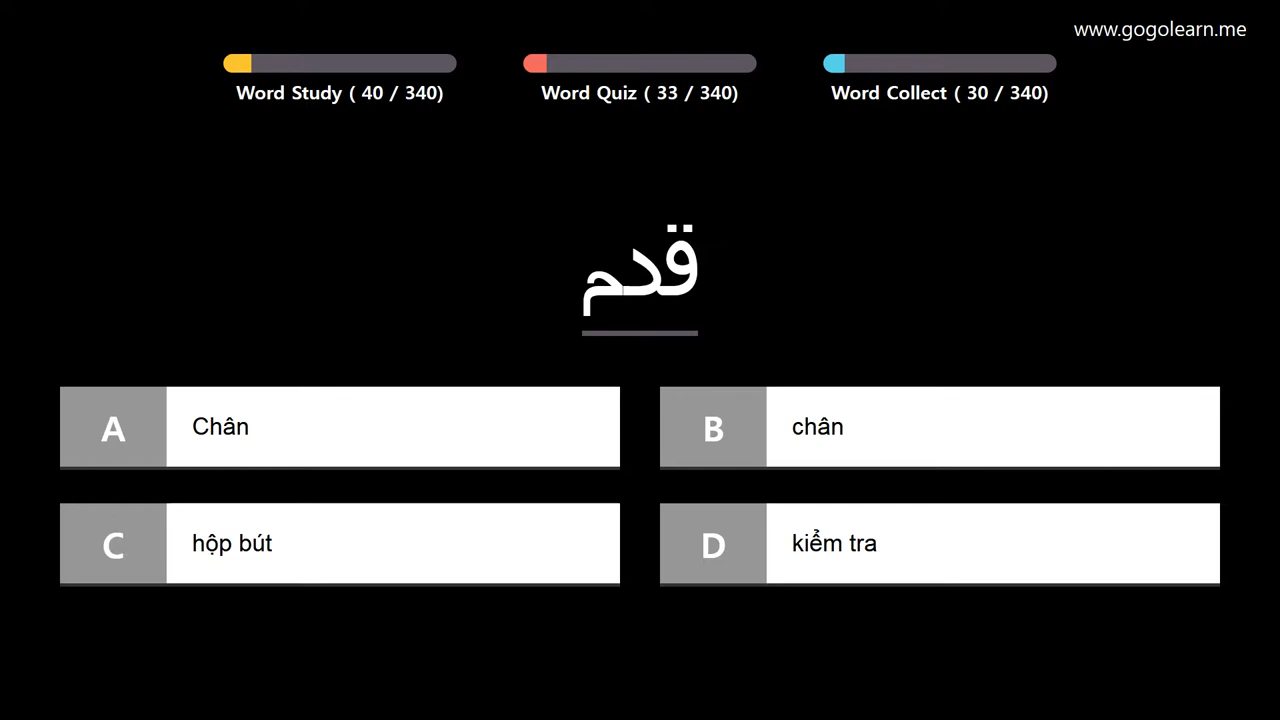 www.gogolearn.me
Word Study ( 40 / 340)
Word Quiz ( 33 / 340)
Word Collect ( 30 / 340)
قدم
A Chân
B chân
C hộp bút
D kiểm tra